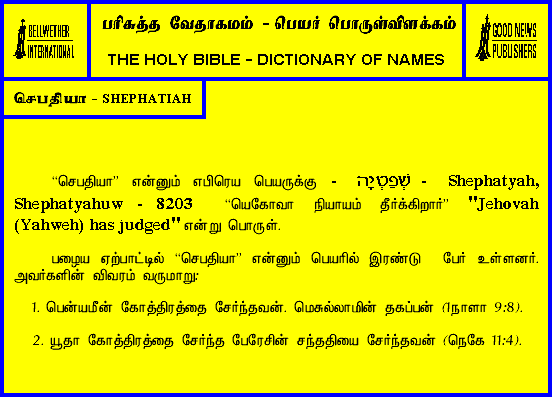 BELLWETHER
INTERNATIONAL
பரிசுத்த வேதாகமம் - பெயர் பொருள்விளக்கம்
THE HOLY BIBLE - DICTIONARY OF NAMES
GOOD NEWS
PUBLISHERS
செபதியா - SHEPHATIAH
“செபதியா” என்னும் எபிரெய பெயருக்கு - שְׁפַטְיָה - Shephatyah,
Shephatyahuw - 8203 “யெகோவா நியாயம் தீர்க்கிறார்” "Jehovah
(Yahweh) has judged" என்று பொருள்.
பழைய ஏற்பாட்டில் “செபதியா” என்னும் பெயரில் இரண்டு பேர் உள்ளனர்.
அவர்களின் விவரம் வருமாறு:
1. பென்யமீன் கோத்திரத்தை சேர்ந்தவன். மெசுல்லாமின் தகப்பன் (1நாளா 9:8).
2. யூதா கோத்திரத்தை சேர்ந்த பேரேசின் சந்ததியை சேர்ந்தவன் (நெகே 11:4).